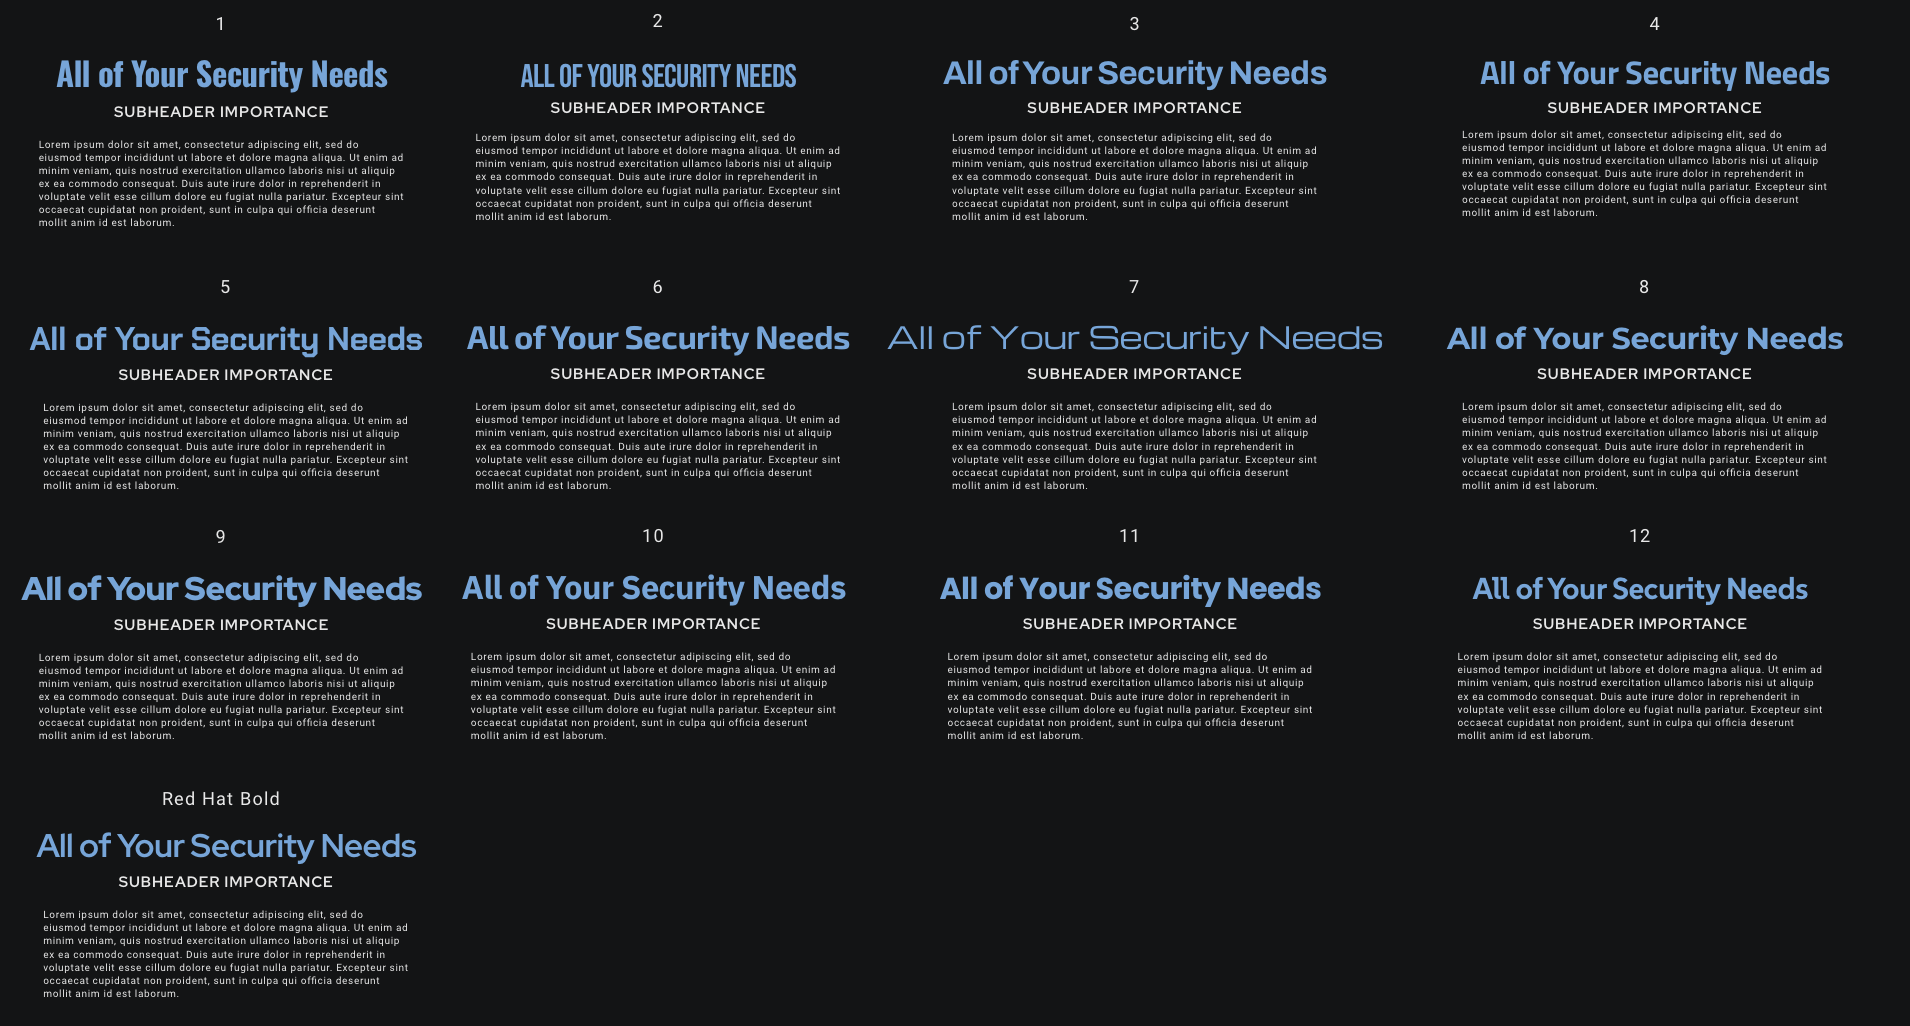 1
All of Your Security Needs
SUBHEADER IMPORTANCE
Lorem ipsum dolor sit amet, consectetur adipiscing elit, sed do
eiusmod tempor incididunt ut labore et dolore magna aliqua. Ut enim ad
minim veniam, quis nostrud exercitation ullamco laboris nisi ut aliquip
ex ea commodo consequat. Duis aute irure dolor in reprehenderit in
voluptate velit esse cillum dolore eu fugiat nulla pariatur. Excepteur sint
occaecat cupidatat non proident, sunt in culpa qui officia deserunt
mollit anim id est laborum.
2
ALL OF YOUR SECURITY NEEDS
SUBHEADER IMPORTANCE
Lorem ipsum dolor sit amet, consectetur adipiscing elit, sed do
eiusmod tempor incididunt ut labore et dolore magna aliqua. Ut enim ad
minim veniam, quis nostrud exercitation ullamco laboris nisi ut aliquip
ex ea commodo consequat. Duis aute irure dolor in reprehenderit in
voluptate velit esse cillum dolore eu fugiat nulla pariatur. Excepteur sint
occaecat cupidatat non proident, sunt in culpa qui officia deserunt
mollit anim id est laborum.
3
All of Your Security Needs
SUBHEADER IMPORTANCE
Lorem ipsum dolor sit amet, consectetur adipiscing elit, sed do
eiusmod tempor incididunt ut labore et dolore magna aliqua. Ut enim ad
minim veniam, quis nostrud exercitation ullamco laboris nisi ut aliquip
ex ea commodo consequat. Duis aute irure dolor in reprehenderit in
voluptate velit esse cillum dolore eu fugiat nulla pariatur. Excepteur sint
occaecat cupidatat non proident, sunt in culpa qui officia deserunt
mollit anim id est laborum.
4
All of Your Security Needs
SUBHEADER IMPORTANCE
Lorem ipsum dolor sit amet, consectetur adipiscing elit, sed do
eiusmod tempor incididunt ut labore et dolore magna aliqua. Ut enim ad
minim veniam, quis nostrud exercitation ullamco laboris nisi ut aliquip
ex ea commodo consequat. Duis aute irure dolor in reprehenderit in
voluptate velit esse cillum dolore eu fugiat nulla pariatur. Excepteur sint
occaecat cupidatat non proident, sunt in culpa qui officia deserunt
mollit anim id est laborum.
5
All of Your Security Needs
SUBHEADER IMPORTANCE
Lorem ipsum dolor sit amet, consectetur adipiscing elit, sed do
eiusmod tempor incididunt ut labore et dolore magna aliqua. Ut enim ad
minim veniam, quis nostrud exercitation ullamco laboris nisi ut aliquip
ex ea commodo consequat. Duis aute irure dolor in reprehenderit in
voluptate velit esse cillum dolore eu fugiat nulla pariatur. Excepteur sint
occaecat cupidatat non proident, sunt in culpa qui officia deserunt
mollit anim id est laborum.
6
All of Your Security Needs
SUBHEADER IMPORTANCE
Lorem ipsum dolor sit amet, consectetur adipiscing elit, sed do
eiusmod tempor incididunt ut labore et dolore magna aliqua. Ut enim ad
minim veniam, quis nostrud exercitation ullamco laboris nisi ut aliquip
ex ea commodo consequat. Duis aute irure dolor in reprehenderit in
voluptate velit esse cillum dolore eu fugiat nulla pariatur. Excepteur sint
occaecat cupidatat non proident, sunt in culpa qui officia deserunt
mollit anim id est laborum.
7
All of Your Security Needs
SUBHEADER IMPORTANCE
Lorem ipsum dolor sit amet, consectetur adipiscing elit, sed do
eiusmod tempor incididunt ut labore et dolore magna aliqua. Ut enim ad
minim veniam, quis nostrud exercitation ullamco laboris nisi ut aliquip
ex ea commodo consequat. Duis aute irure dolor in reprehenderit in
voluptate velit esse cillum dolore eu fugiat nulla pariatur. Excepteur sint
occaecat cupidatat non proident, sunt in culpa qui officia deserunt
mollit anim id est laborum.
8
All of Your Security Needs
SUBHEADER IMPORTANCE
Lorem ipsum dolor sit amet, consectetur adipiscing elit, sed do
eiusmod tempor incididunt ut labore et dolore magna aliqua. Ut enim ad
minim veniam, quis nostrud exercitation ullamco laboris nisi ut aliquip
ex ea commodo consequat. Duis aute irure dolor in reprehenderit in
voluptate velit esse cillum dolore eu fugiat nulla pariatur. Excepteur sint
occaecat cupidatat non proident, sunt in culpa qui officia deserunt
mollit anim id est laborum.
9
All of Your Security Needs
SUBHEADER IMPORTANCE
Lorem ipsum dolor sit amet, consectetur adipiscing elit, sed do
eiusmod tempor incididunt ut labore et dolore magna aliqua. Ut enim ad
minim veniam, quis nostrud exercitation ullamco laboris nisi ut aliquip
ex ea commodo consequat. Duis aute irure dolor in reprehenderit in
voluptate velit esse cillum dolore eu fugiat nulla pariatur. Excepteur sint
occaecat cupidatat non proident, sunt in culpa qui officia deserunt
mollit anim id est laborum.
10
All of Your Security Needs
SUBHEADER IMPORTANCE
Lorem ipsum dolor sit amet, consectetur adipiscing elit, sed do
eiusmod tempor incididunt ut labore et dolore magna aliqua. Ut enim ad
minim veniam, quis nostrud exercitation ullamco laboris nisi ut aliquip
ex ea commodo consequat. Duis aute irure dolor in reprehenderit in
voluptate velit esse cillum dolore eu fugiat nulla pariatur. Excepteur sint
occaecat cupidatat non proident, sunt in culpa qui officia deserunt
mollit anim id est laborum.
11
All of Your Security Needs
SUBHEADER IMPORTANCE
Lorem ipsum dolor sit amet, consectetur adipiscing elit, sed do
eiusmod tempor incididunt ut labore et dolore magna aliqua. Ut enim ad
minim veniam, quis nostrud exercitation ullamco laboris nisi ut aliquip
ex ea commodo consequat. Duis aute irure dolor in reprehenderit in
voluptate velit esse cillum dolore eu fugiat nulla pariatur. Excepteur sint
occaecat cupidatat non proident, sunt in culpa qui officia deserunt
mollit anim id est laborum.
12
All of Your Security Needs
SUBHEADER IMPORTANCE
Lorem ipsum dolor sit amet, consectetur adipiscing elit, sed do
eiusmod tempor incididunt ut labore et dolore magna aliqua. Ut enim ad
minim veniam, quis nostrud exercitation ullamco laboris nisi ut aliquip
ex ea commodo consequat. Duis aute irure dolor in reprehenderit in
voluptate velit esse cillum dolore eu fugiat nulla pariatur. Excepteur sint
occaecat cupidatat non proident, sunt in culpa qui officia deserunt
mollit anim id est laborum.
Red Hat Bold
All of Your Security Needs
SUBHEADER IMPORTANCE
Lorem ipsum dolor sit amet, consectetur adipiscing elit, sed do
eiusmod tempor incididunt ut labore et dolore magna aliqua. Ut enim ad
minim veniam, quis nostrud exercitation ullamco laboris nisi ut aliquip
ex ea commodo consequat. Duis aute irure dolor in reprehenderit in
voluptate velit esse cillum dolore eu fugiat nulla pariatur. Excepteur sint
occaecat cupidatat non proident, sunt in culpa qui officia deserunt
mollit anim id est laborum.